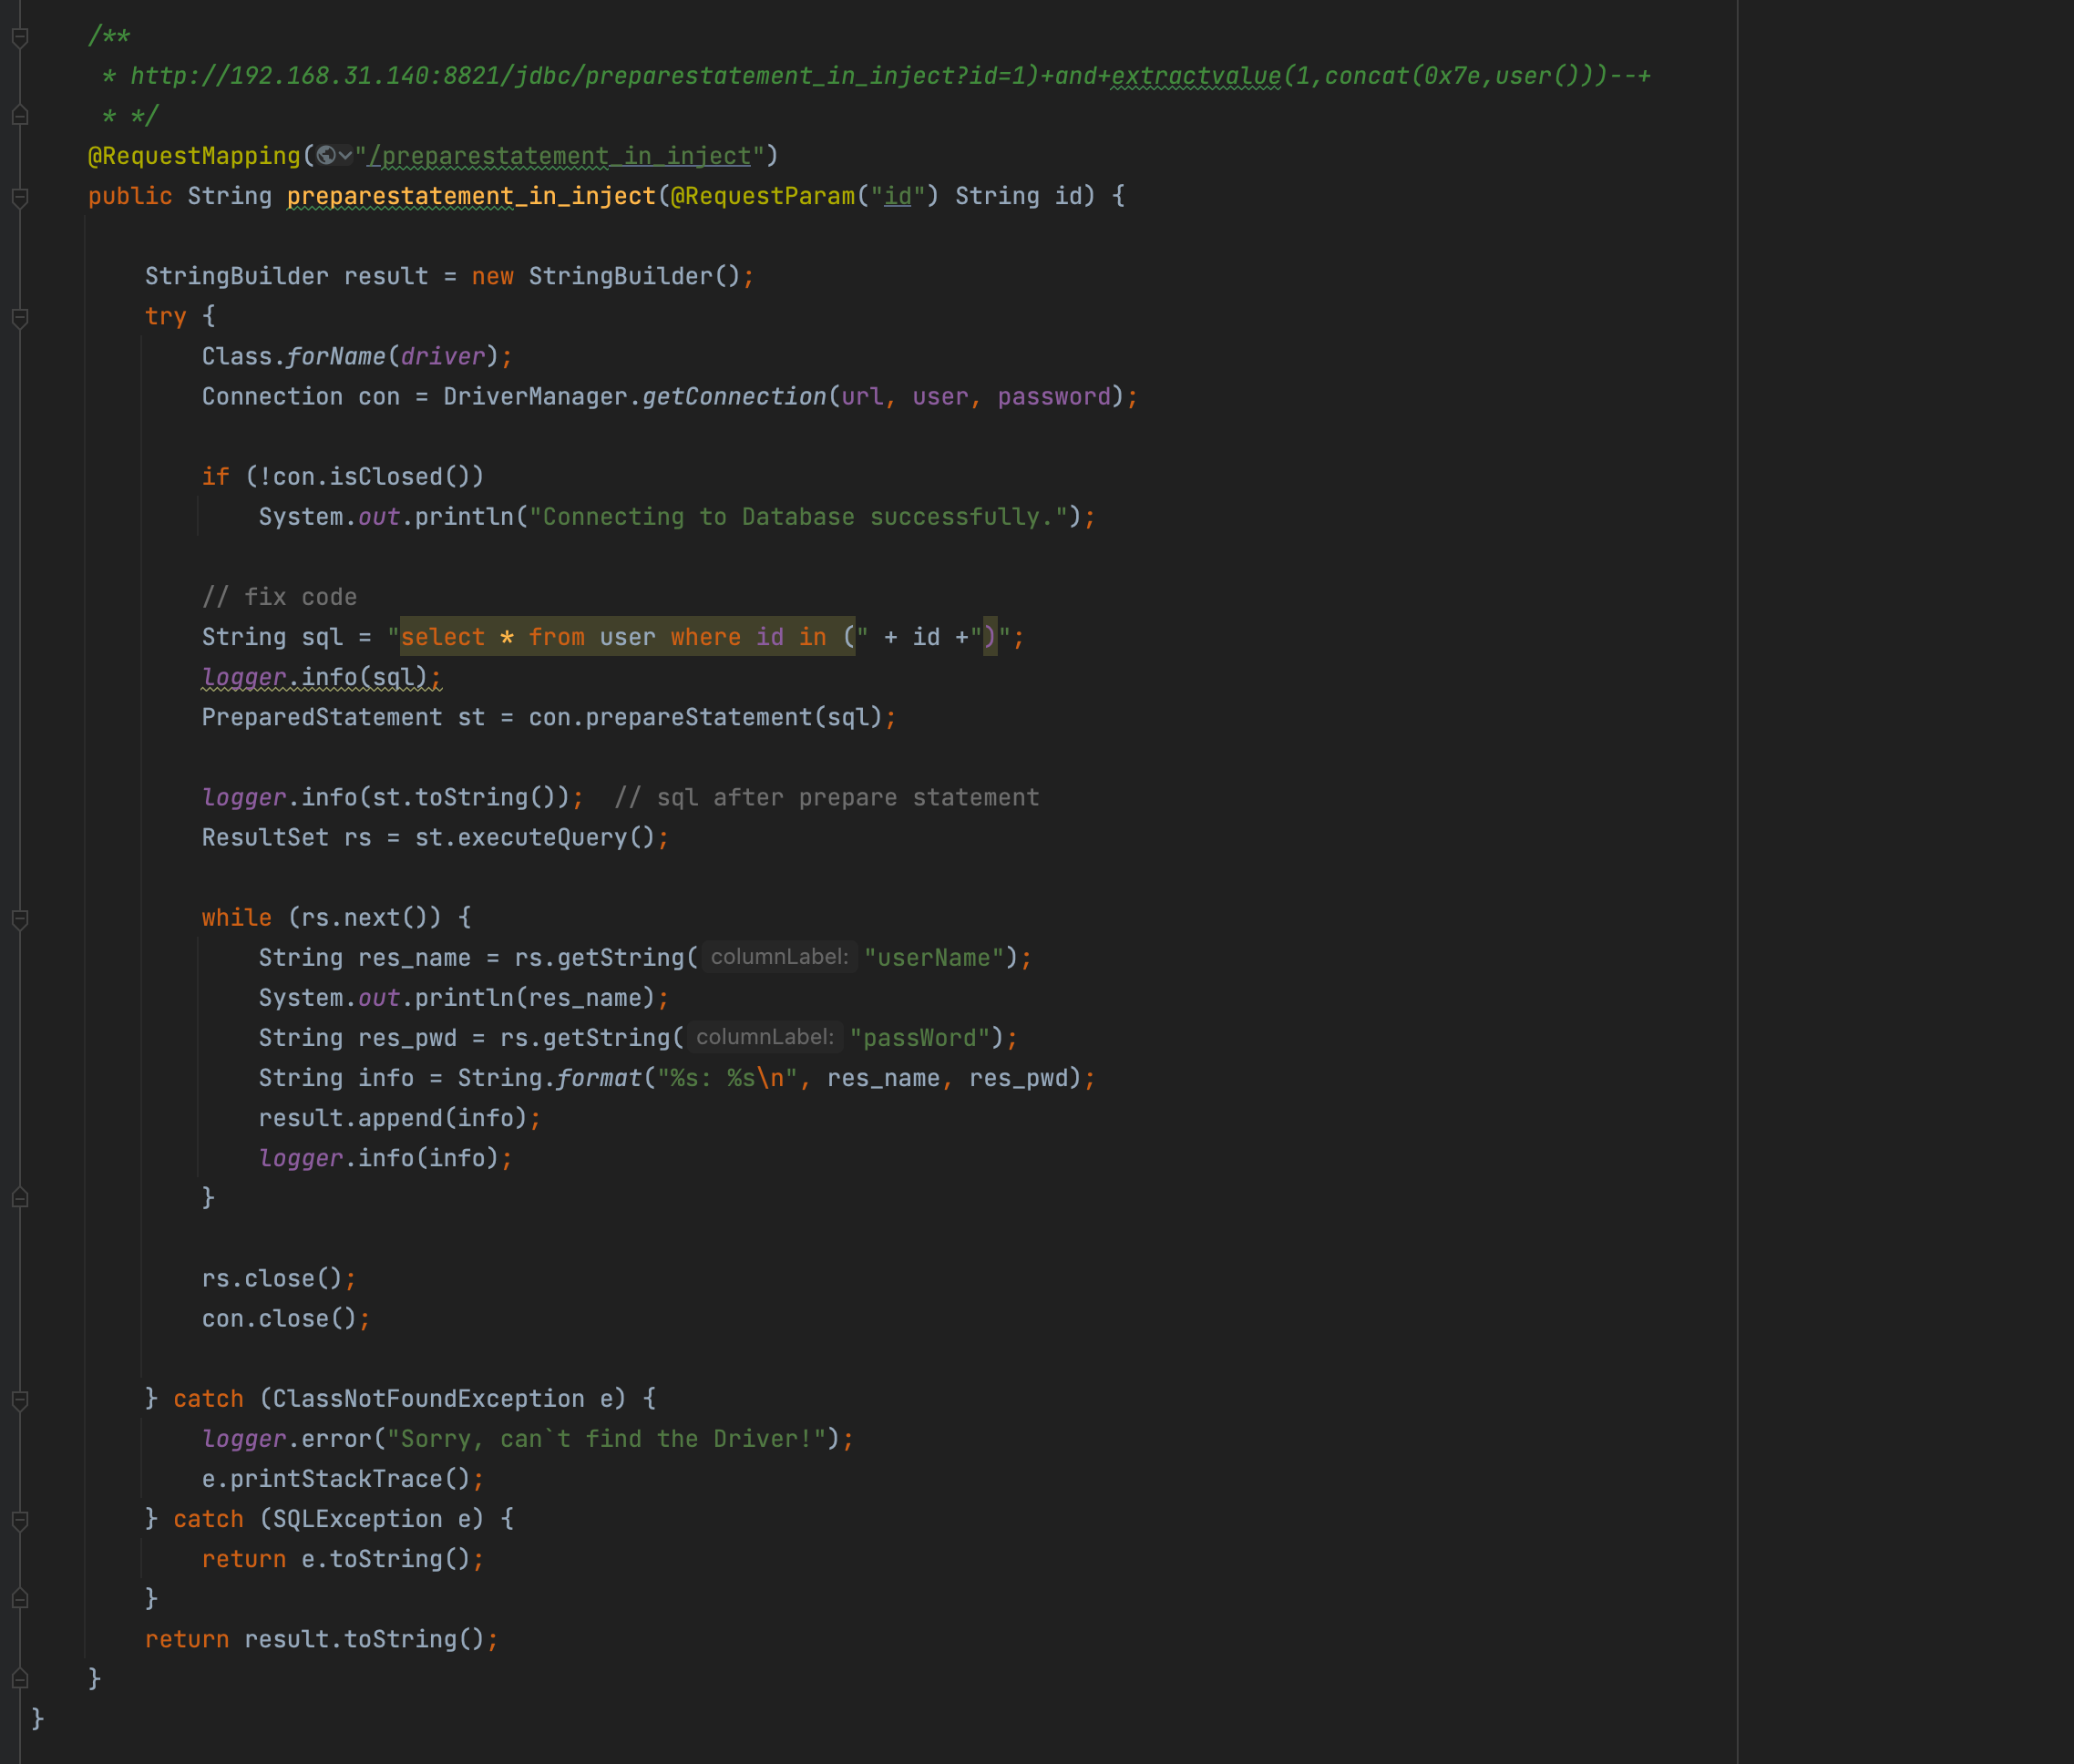 /**
* http://192.168.31.140:8821/jdbc/preparestatement_in_inject?id=1)+and+extractvalue(1,concat(0x7e,user()))--+
* */
@RequestMapping("/preparestatement_in_inject")
public String preparestatement_in_inject(@RequestParam("id") String id) {
StringBuilder result = new StringBuilder();
try {
Class.forName(driver);
Connection con = DriverManager.getConnection(url, user, password);
if (!con.isClosed())
System.out.println("Connecting to Database successfully.");
// fix code
String sql = "select * from user where id in (" + id +")";
logger.info(sql);
PreparedStatement st = con.prepareStatement(sql);
logger.info(st.toString());  // sql after prepare statement
ResultSet rs = st.executeQuery();
while (rs.next()) {
String res_name = rs.getString( columnLabel: "userName");
System.out.println(res_name);
String res_pwd = rs.getString( columnLabel: "passWord");
String info = String.format("%s: %s\n", res_name, res_pwd);
result.append(info);
logger.info(info);
}
rs.close();
con.close();
} catch (ClassNotFoundException e) {
logger.error("Sorry, can`t find the Driver!");
e.printStackTrace();
} catch (SQLException e) {
return e.toString();
}
return result.toString();
}
}